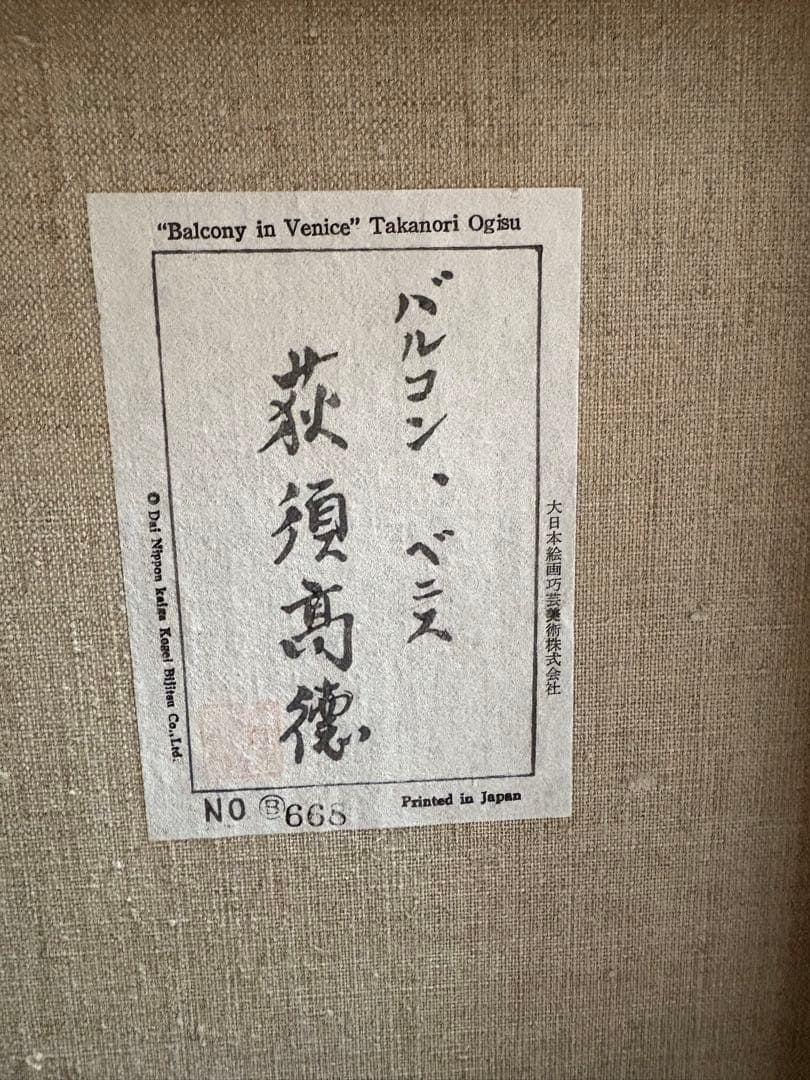 “Balcony in Venice” Takanori Ogisu
バルコン、ベニス
荻須高徳
大日本絵画巧芸美術株式会社
© Dai Nippon kaiga Kogei Bijitsu Co.,Ltd.
NO Ⓑ668
Printed in Japan